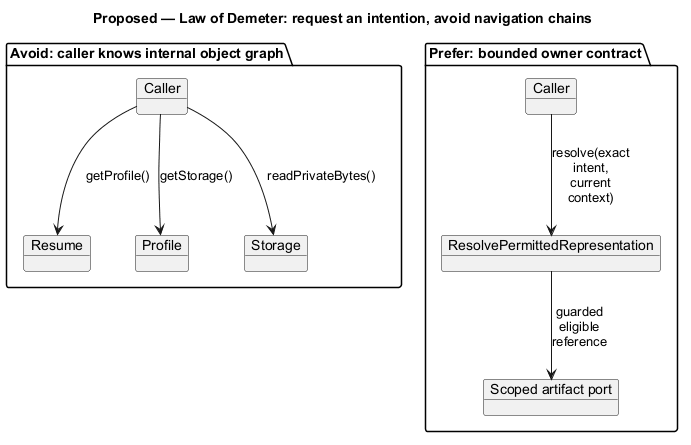 Proposed — Law of Demeter: request an intention, avoid navigation chains
Avoid: caller knows internal object graph
Caller
getProfile()
getStorage()
readPrivateBytes()
Resume
Profile
Storage
Prefer: bounded owner contract
Caller
resolve(exact
intent,
current
context)
ResolvePermittedRepresentation
guarded
eligible
reference
Scoped artifact port